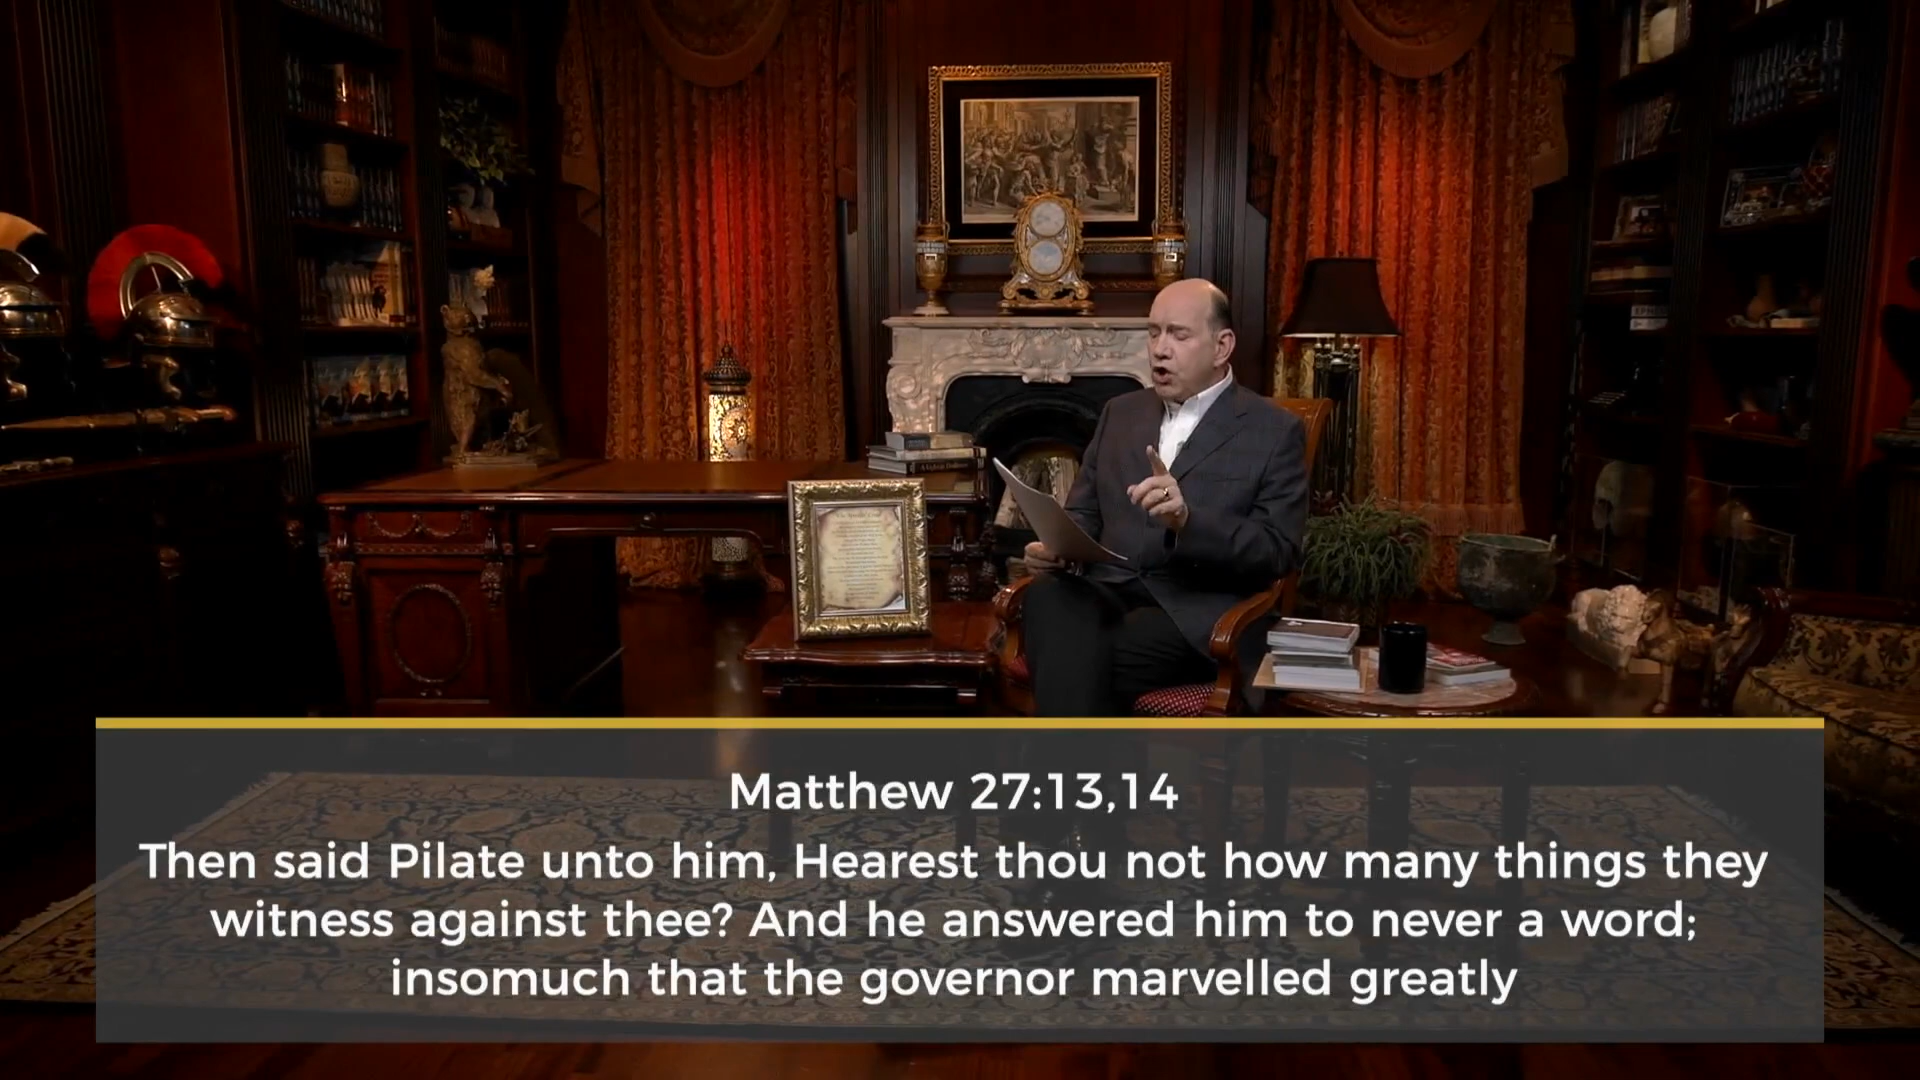 Matthew 27:13,14
Then said Pilate unto him, Hearest thou not how many things they
witness against thee? And he answered him to never a word;
insomuch that the governor marvelled greatly